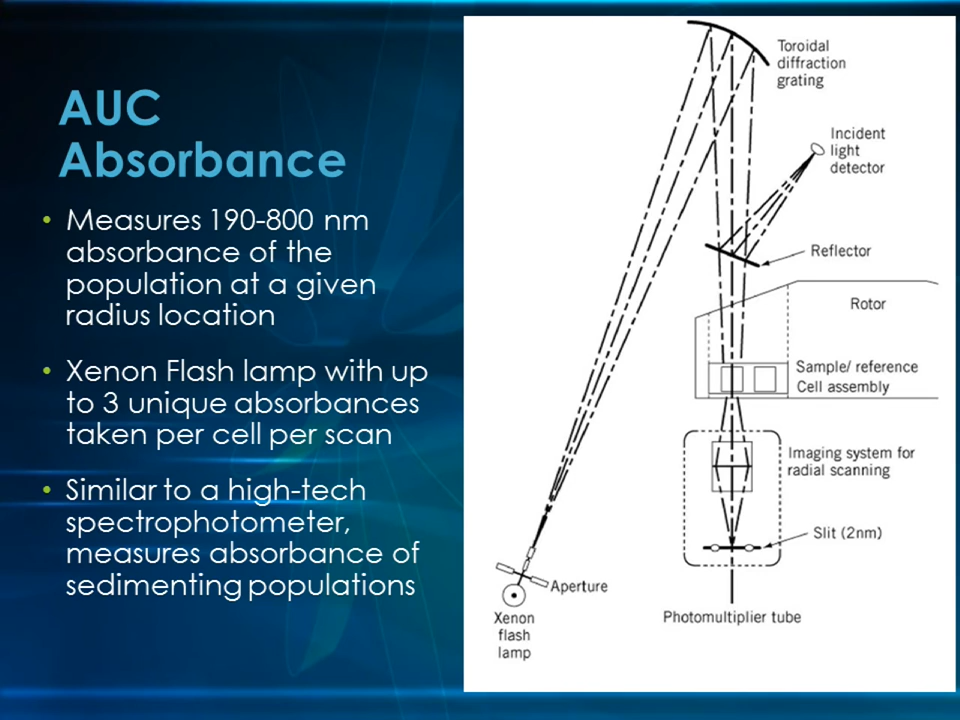 AUC
Absorbance
• Measures 190-800 nm
absorbance of the
population at a given
radius location
• Xenon Flash lamp with up
to 3 unique absorbances
taken per cell per scan
• Similar to a high-tech
spectrophotometer,
measures absorbance of
sedimenting populations
Toroidal
diffraction
grating
Incident
light
detector
Reflector
Rotor
Sample/ reference
Cell assembly
Imaging system for
radial scanning
Slit (2nm)
Aperture
Photomultiplier tube
Xenon
flash
lamp